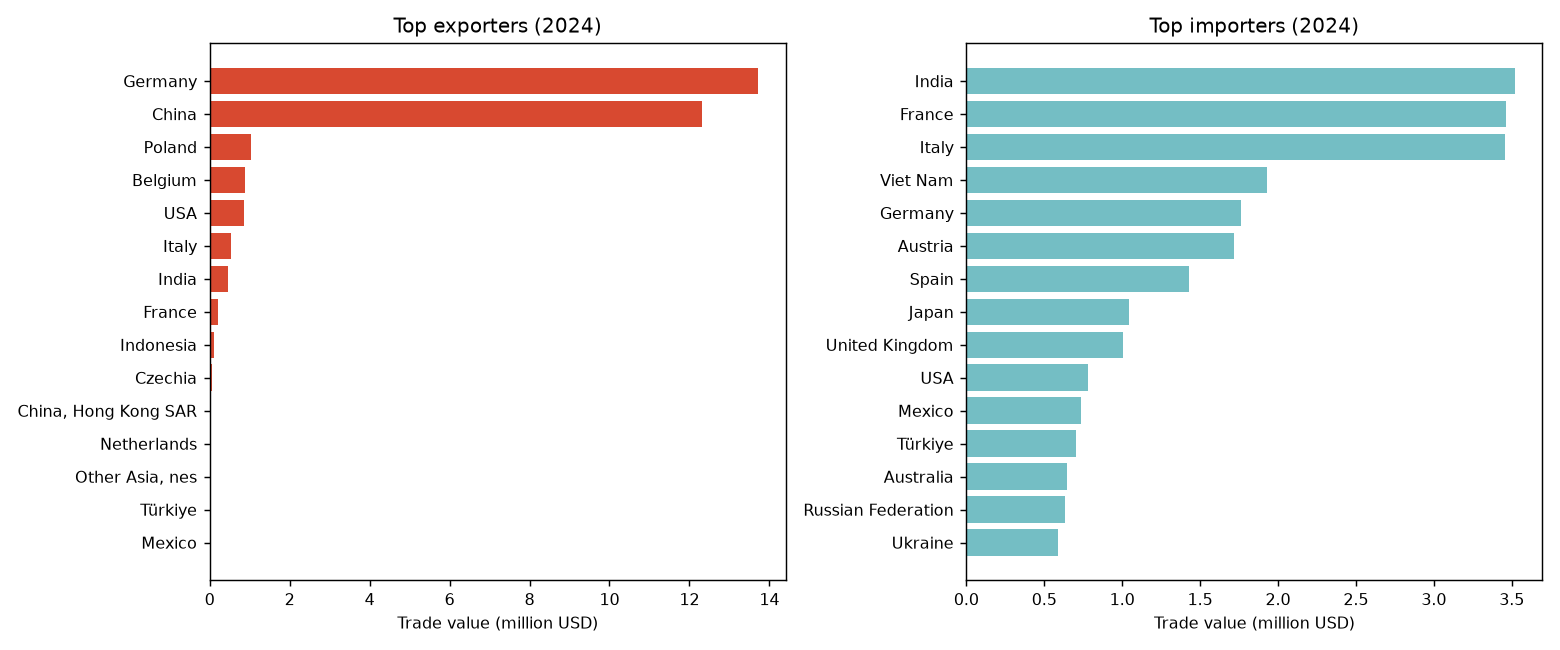 Top exporters (2024)
Germany
China
Poland
Belgium
USA
Italy
India
France
Indonesia
Czechia
China, Hong Kong SAR
Netherlands
Other Asia, nes
Türkiye
Mexico
0 2 4 6 8 10 12 14
Trade value (million USD)
Top importers (2024)
India
France
Italy
Viet Nam
Germany
Austria
Spain
Japan
United Kingdom
USA
Mexico
Türkiye
Australia
Russian Federation
Ukraine
0.0 0.5 1.0 1.5 2.0 2.5 3.0 3.5
Trade value (million USD)